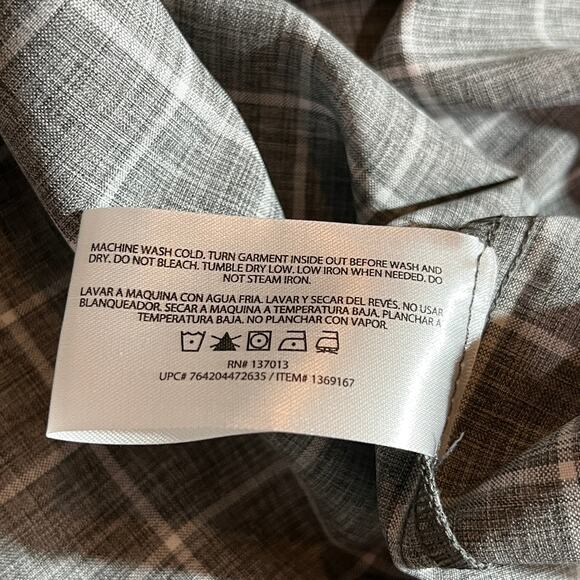 MACHINE WASH COLD. TURN GARMENT INSIDE OUT BEFORE WASH AND
DRY. DO NOT BLEACH. TUMBLE DRY LOW. LOW IRON WHEN NEEDED. DO
NOT STEAM IRON.
LAVAR A MAQUINA CON AGUA FRIA. LAVAR Y SECAR DEL REVÉS. NO USAR
BLANQUEADOR. SECAR A MAQUINA A TEMPERATURA BAJA. PLANCHAR A
TEMPERATURA BAJA. NO PLANCHAR CON VAPOR.
RN# 137013
UPC# 764204472635 / ITEM# 1369167